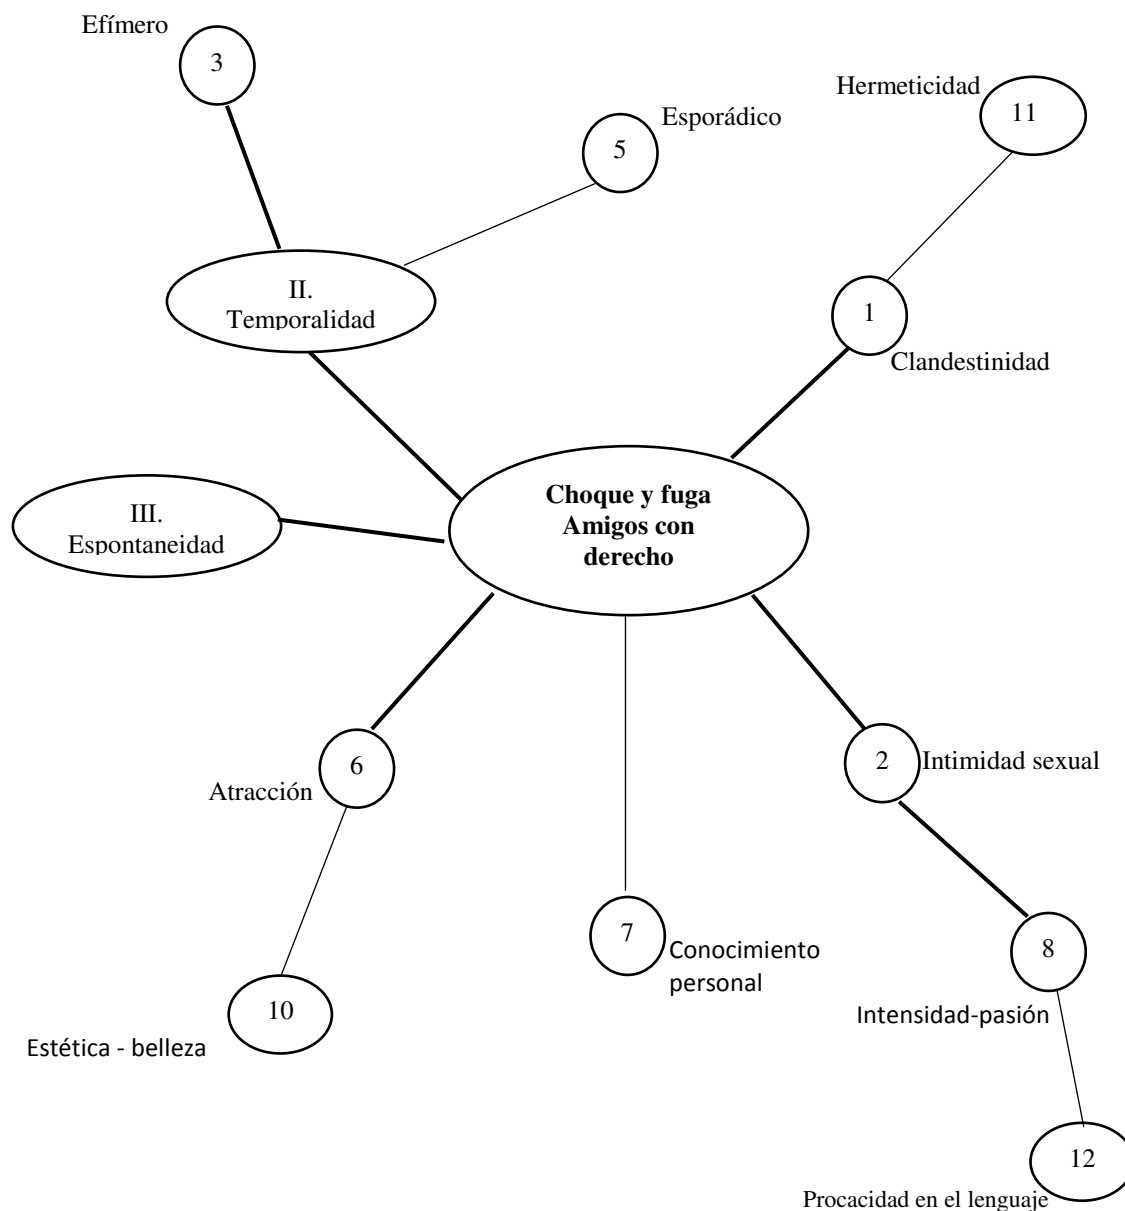 Efímero
3
Hermeticidad
11
Esporádico
5
II.
Temporalidad
1
Clandestinidad
Choque y fuga
Amigos con
derecho
III.
Espontaneidad
6
Atracción
2
Intimidad sexual
7
Conocimiento
personal
8
Intensidad-pasión
10
Estética - belleza
12
Procacidad en el lenguaje